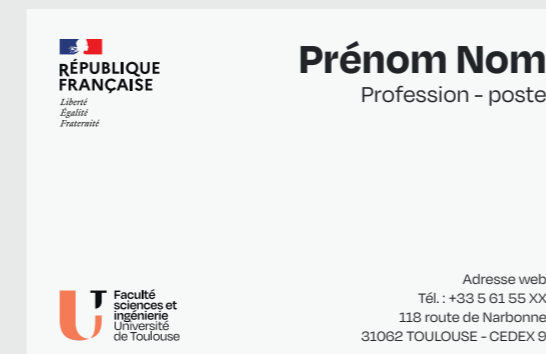 RÉPUBLIQUE
FRANÇAISE
Liberté
Égalité
Fraternité
Prénom Nom
Profession - poste
Faculté
sciences et
ingénierie
Université
de Toulouse
Adresse web
Tél. : +33 5 61 55 XX
118 route de Narbonne
31062 TOULOUSE - CEDEX 9